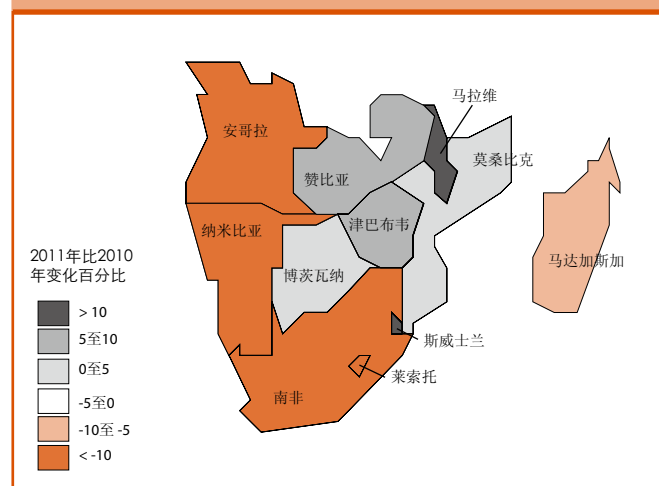 马拉维
安哥拉
莫桑比克
赞比亚
津巴布韦
纳米比亚
马达加斯加
博茨瓦纳
斯威士兰
莱索托
南非
2011年比2010
年变化百分比
> 10
5至10
0至5
-5至0
-10至 -5
< -10